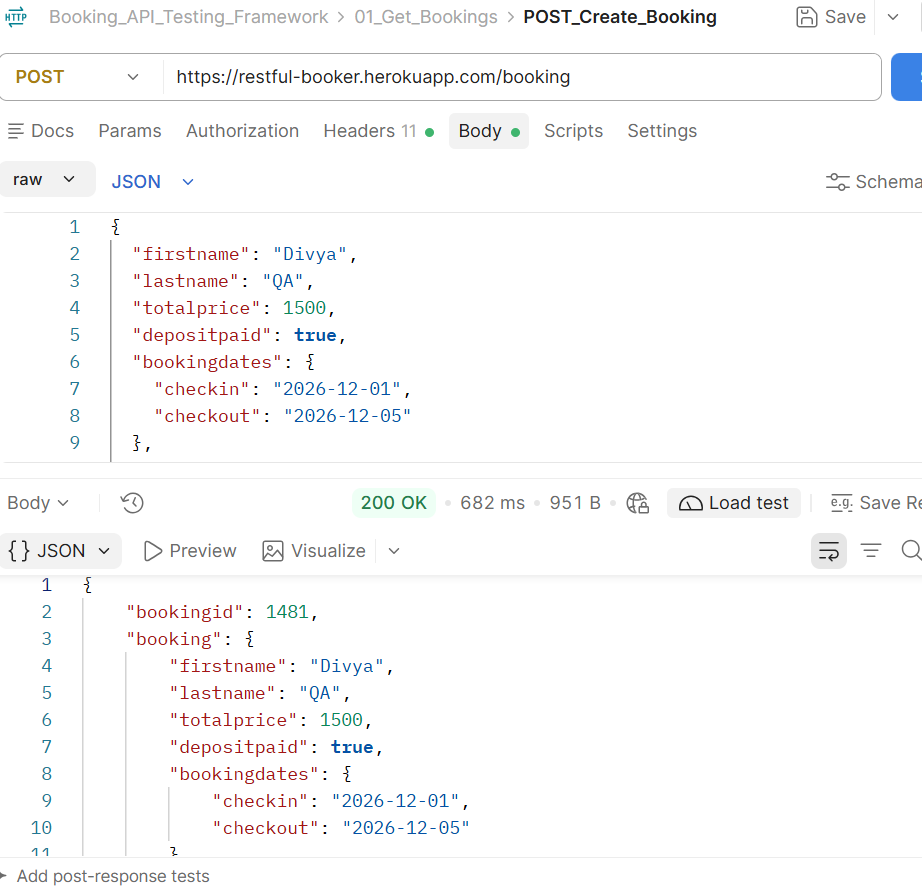 HTTP Booking_API_Testing_Framework > 01_Get_Bookings > POST_Create_Booking Save
POST https://restful-booker.herokuapp.com/booking
Docs Params Authorization Headers 11 Body Scripts Settings
raw JSON Schema
1 {
2 "firstname": "Divya",
3 "lastname": "QA",
4 "totalprice": 1500,
5 "depositpaid": true,
6 "bookingdates": {
7 "checkin": "2026-12-01",
8 "checkout": "2026-12-05"
9 },
Body 200 OK • 682 ms • 951 B • Load test e.g. Save Re
{} JSON Preview Visualize
1 {
2 "bookingid": 1481,
3 "booking": {
4 "firstname": "Divya",
5 "lastname": "QA",
6 "totalprice": 1500,
7 "depositpaid": true,
8 "bookingdates": {
9 "checkin": "2026-12-01",
10 "checkout": "2026-12-05"
11 }
Add post-response tests